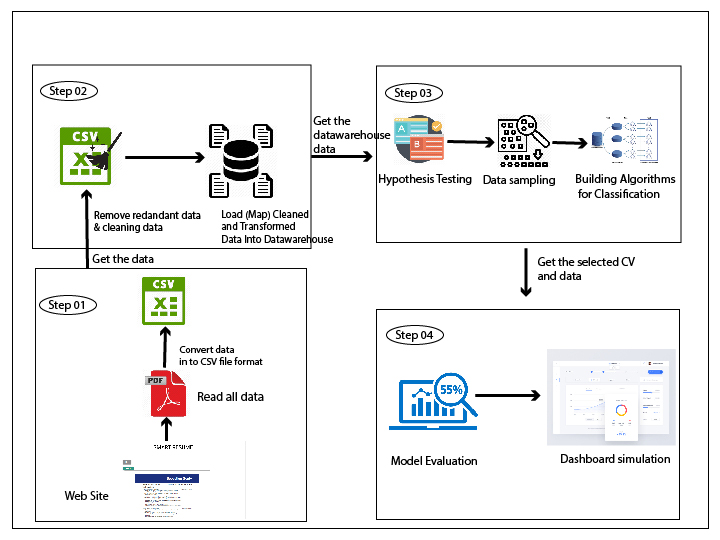 Step 02
CSV
Remove redandant data
& cleaning data
Load (Map) Cleaned
and Transformed
Data Into Datawarehouse
Get the
datawarehouse
data
Step 03
A
B
Hypothesis Testing
Data sampling
Building Algorithms
for Classification
Get the data
Step 01
CSV
Convert data
in to CSV file format
PDF
Read all data
SMART RESUME
Web Site
Get the selected CV
and data
Step 04
55%
Model Evaluation
Dashboard simulation